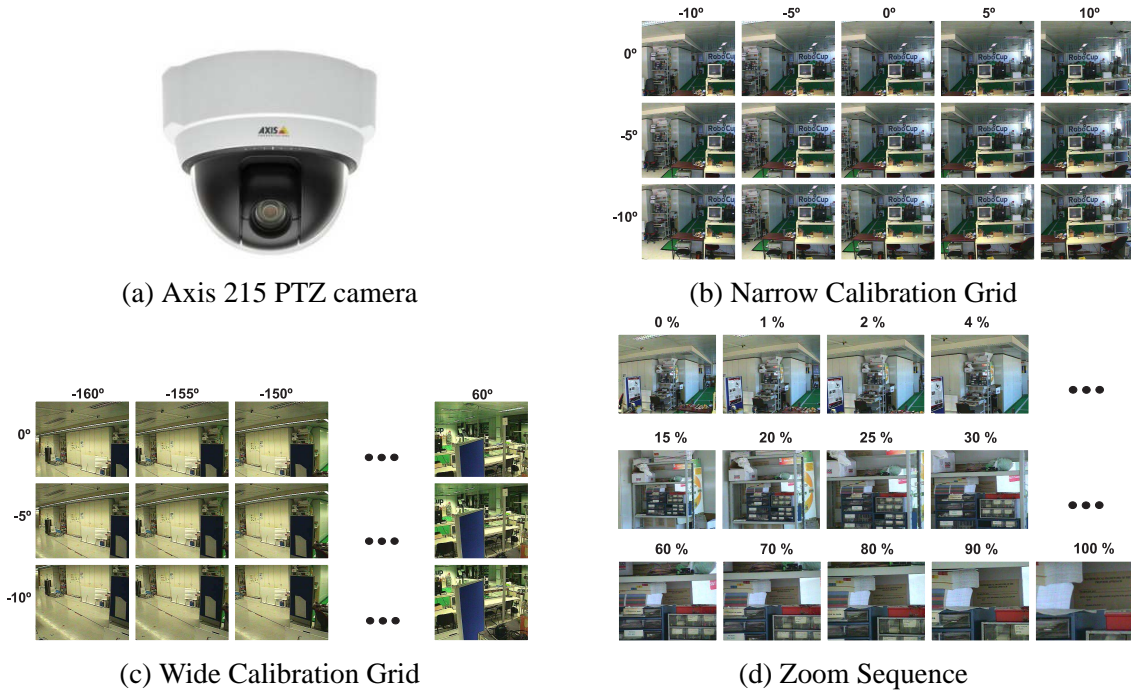 AXIS
(a) Axis 215 PTZ camera
-10º -5º 0º 5º 10º
0º
-5º
-10º
RoboCup RoboCup RoboCup RoboCup RoboCup
RoboCup RoboCup RoboCup RoboCup RoboCup
RoboCup RoboCup RoboCup RoboCup RoboCup
(b) Narrow Calibration Grid
-160º -155º -150º 60º
0º
-5º
-10º
(c) Wide Calibration Grid
0 % 1 % 2 % 4 %
15 % 20 % 25 % 30 %
60 % 70 % 80 % 90 % 100 %
(d) Zoom Sequence